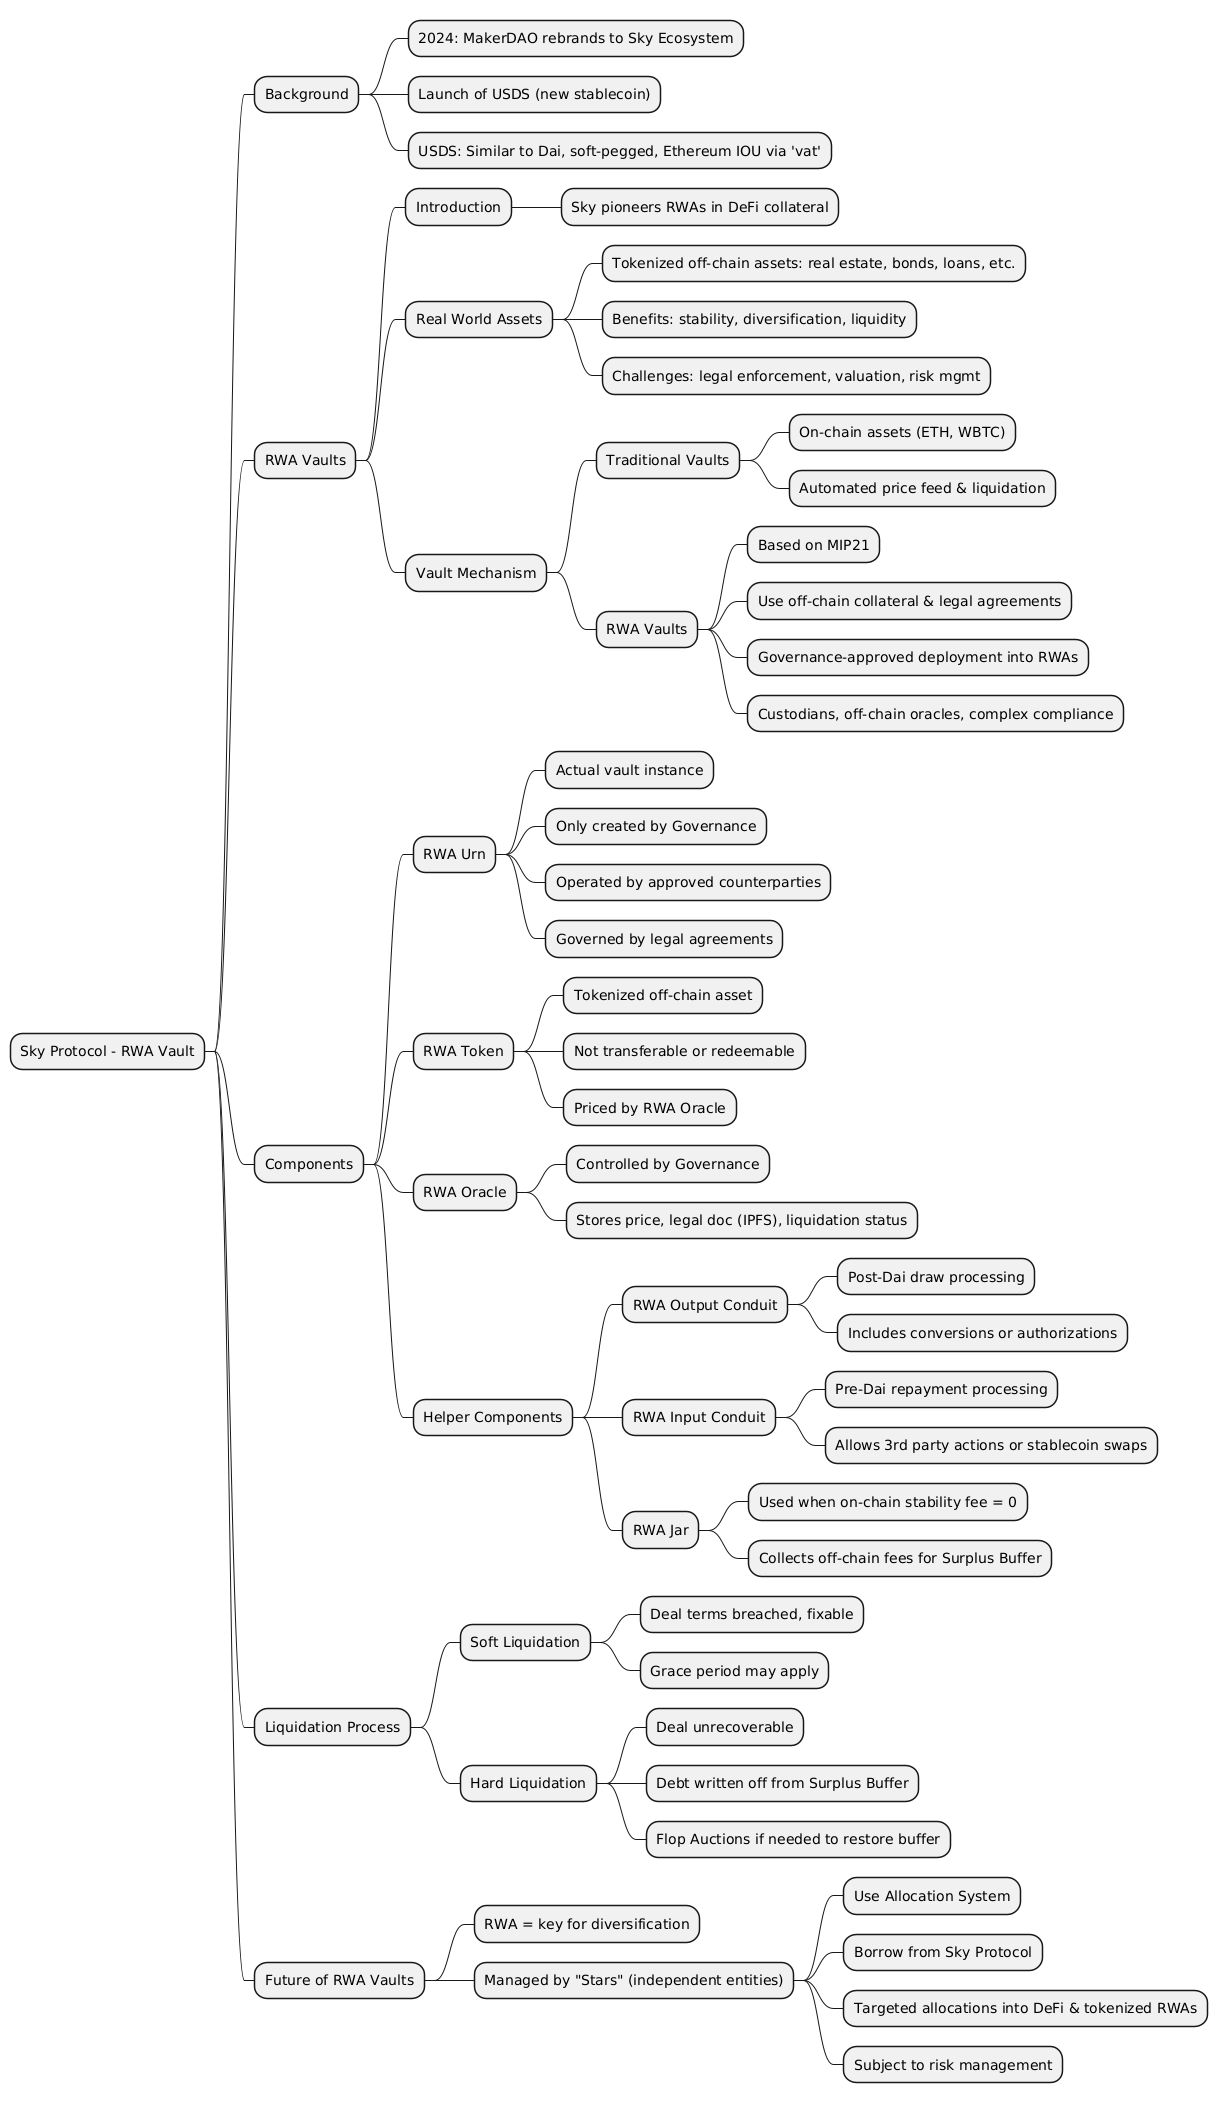 Sky Protocol - RWA Vault
Background
2024: MakerDAO rebrands to Sky Ecosystem
Launch of USDS (new stablecoin)
USDS: Similar to Dai, soft-pegged, Ethereum IOU via 'vat'
RWA Vaults
Introduction
Sky pioneers RWAs in DeFi collateral
Real World Assets
Tokenized off-chain assets: real estate, bonds, loans, etc.
Benefits: stability, diversification, liquidity
Challenges: legal enforcement, valuation, risk mgmt
Vault Mechanism
Traditional Vaults
On-chain assets (ETH, WBTC)
Automated price feed & liquidation
RWA Vaults
Based on MIP21
Use off-chain collateral & legal agreements
Governance-approved deployment into RWAs
Custodians, off-chain oracles, complex compliance
Components
RWA Urn
Actual vault instance
Only created by Governance
Operated by approved counterparties
Governed by legal agreements
RWA Token
Tokenized off-chain asset
Not transferable or redeemable
Priced by RWA Oracle
RWA Oracle
Controlled by Governance
Stores price, legal doc (IPFS), liquidation status
Helper Components
RWA Output Conduit
Post-Dai draw processing
Includes conversions or authorizations
RWA Input Conduit
Pre-Dai repayment processing
Allows 3rd party actions or stablecoin swaps
RWA Jar
Used when on-chain stability fee = 0
Collects off-chain fees for Surplus Buffer
Liquidation Process
Soft Liquidation
Deal terms breached, fixable
Grace period may apply
Hard Liquidation
Deal unrecoverable
Debt written off from Surplus Buffer
Flop Auctions if needed to restore buffer
Future of RWA Vaults
RWA = key for diversification
Managed by "Stars" (independent entities)
Use Allocation System
Borrow from Sky Protocol
Targeted allocations into DeFi & tokenized RWAs
Subject to risk management